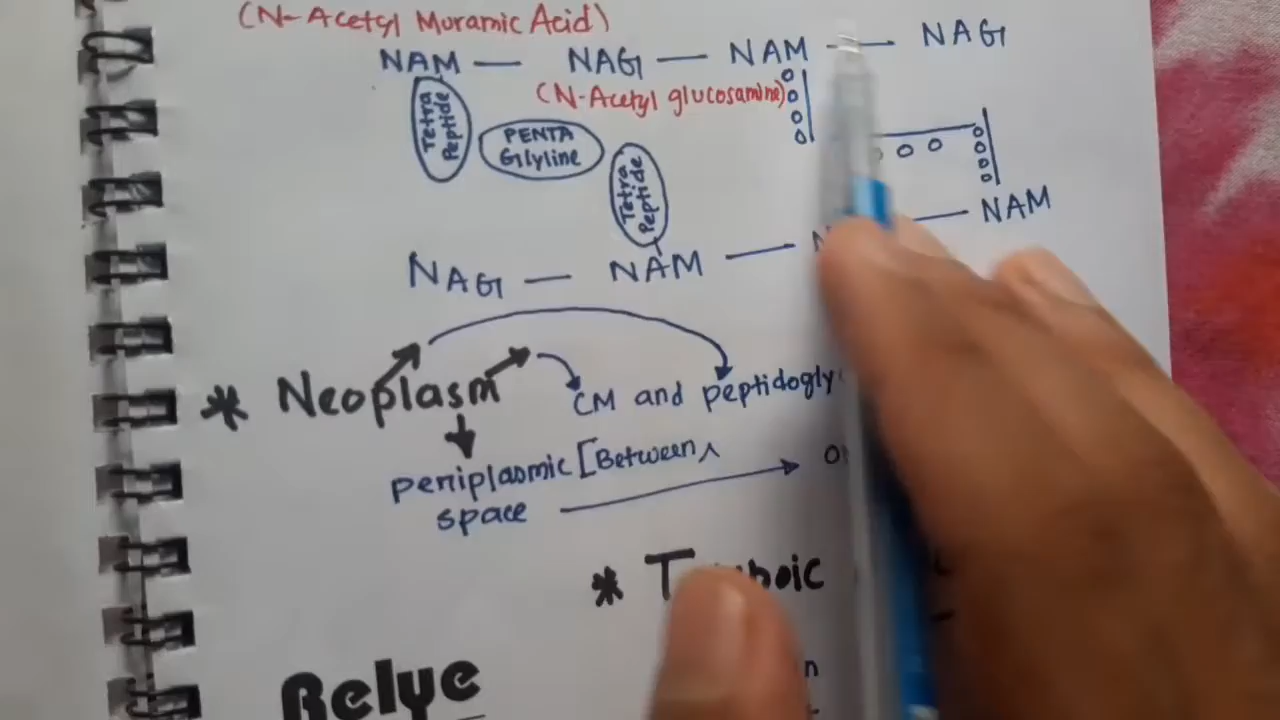 (N-Acetyl Muramic Acid)
NAM — NAG — NAM — NAG
(N-Acetyl glucosamine)
Tetra Peptide
PENTA
Glyline
Tetra Peptide
NAG — NAM — — NAM
* Neoplasm
CM and peptidogly
periplasmic [Between
space
* 
Belye